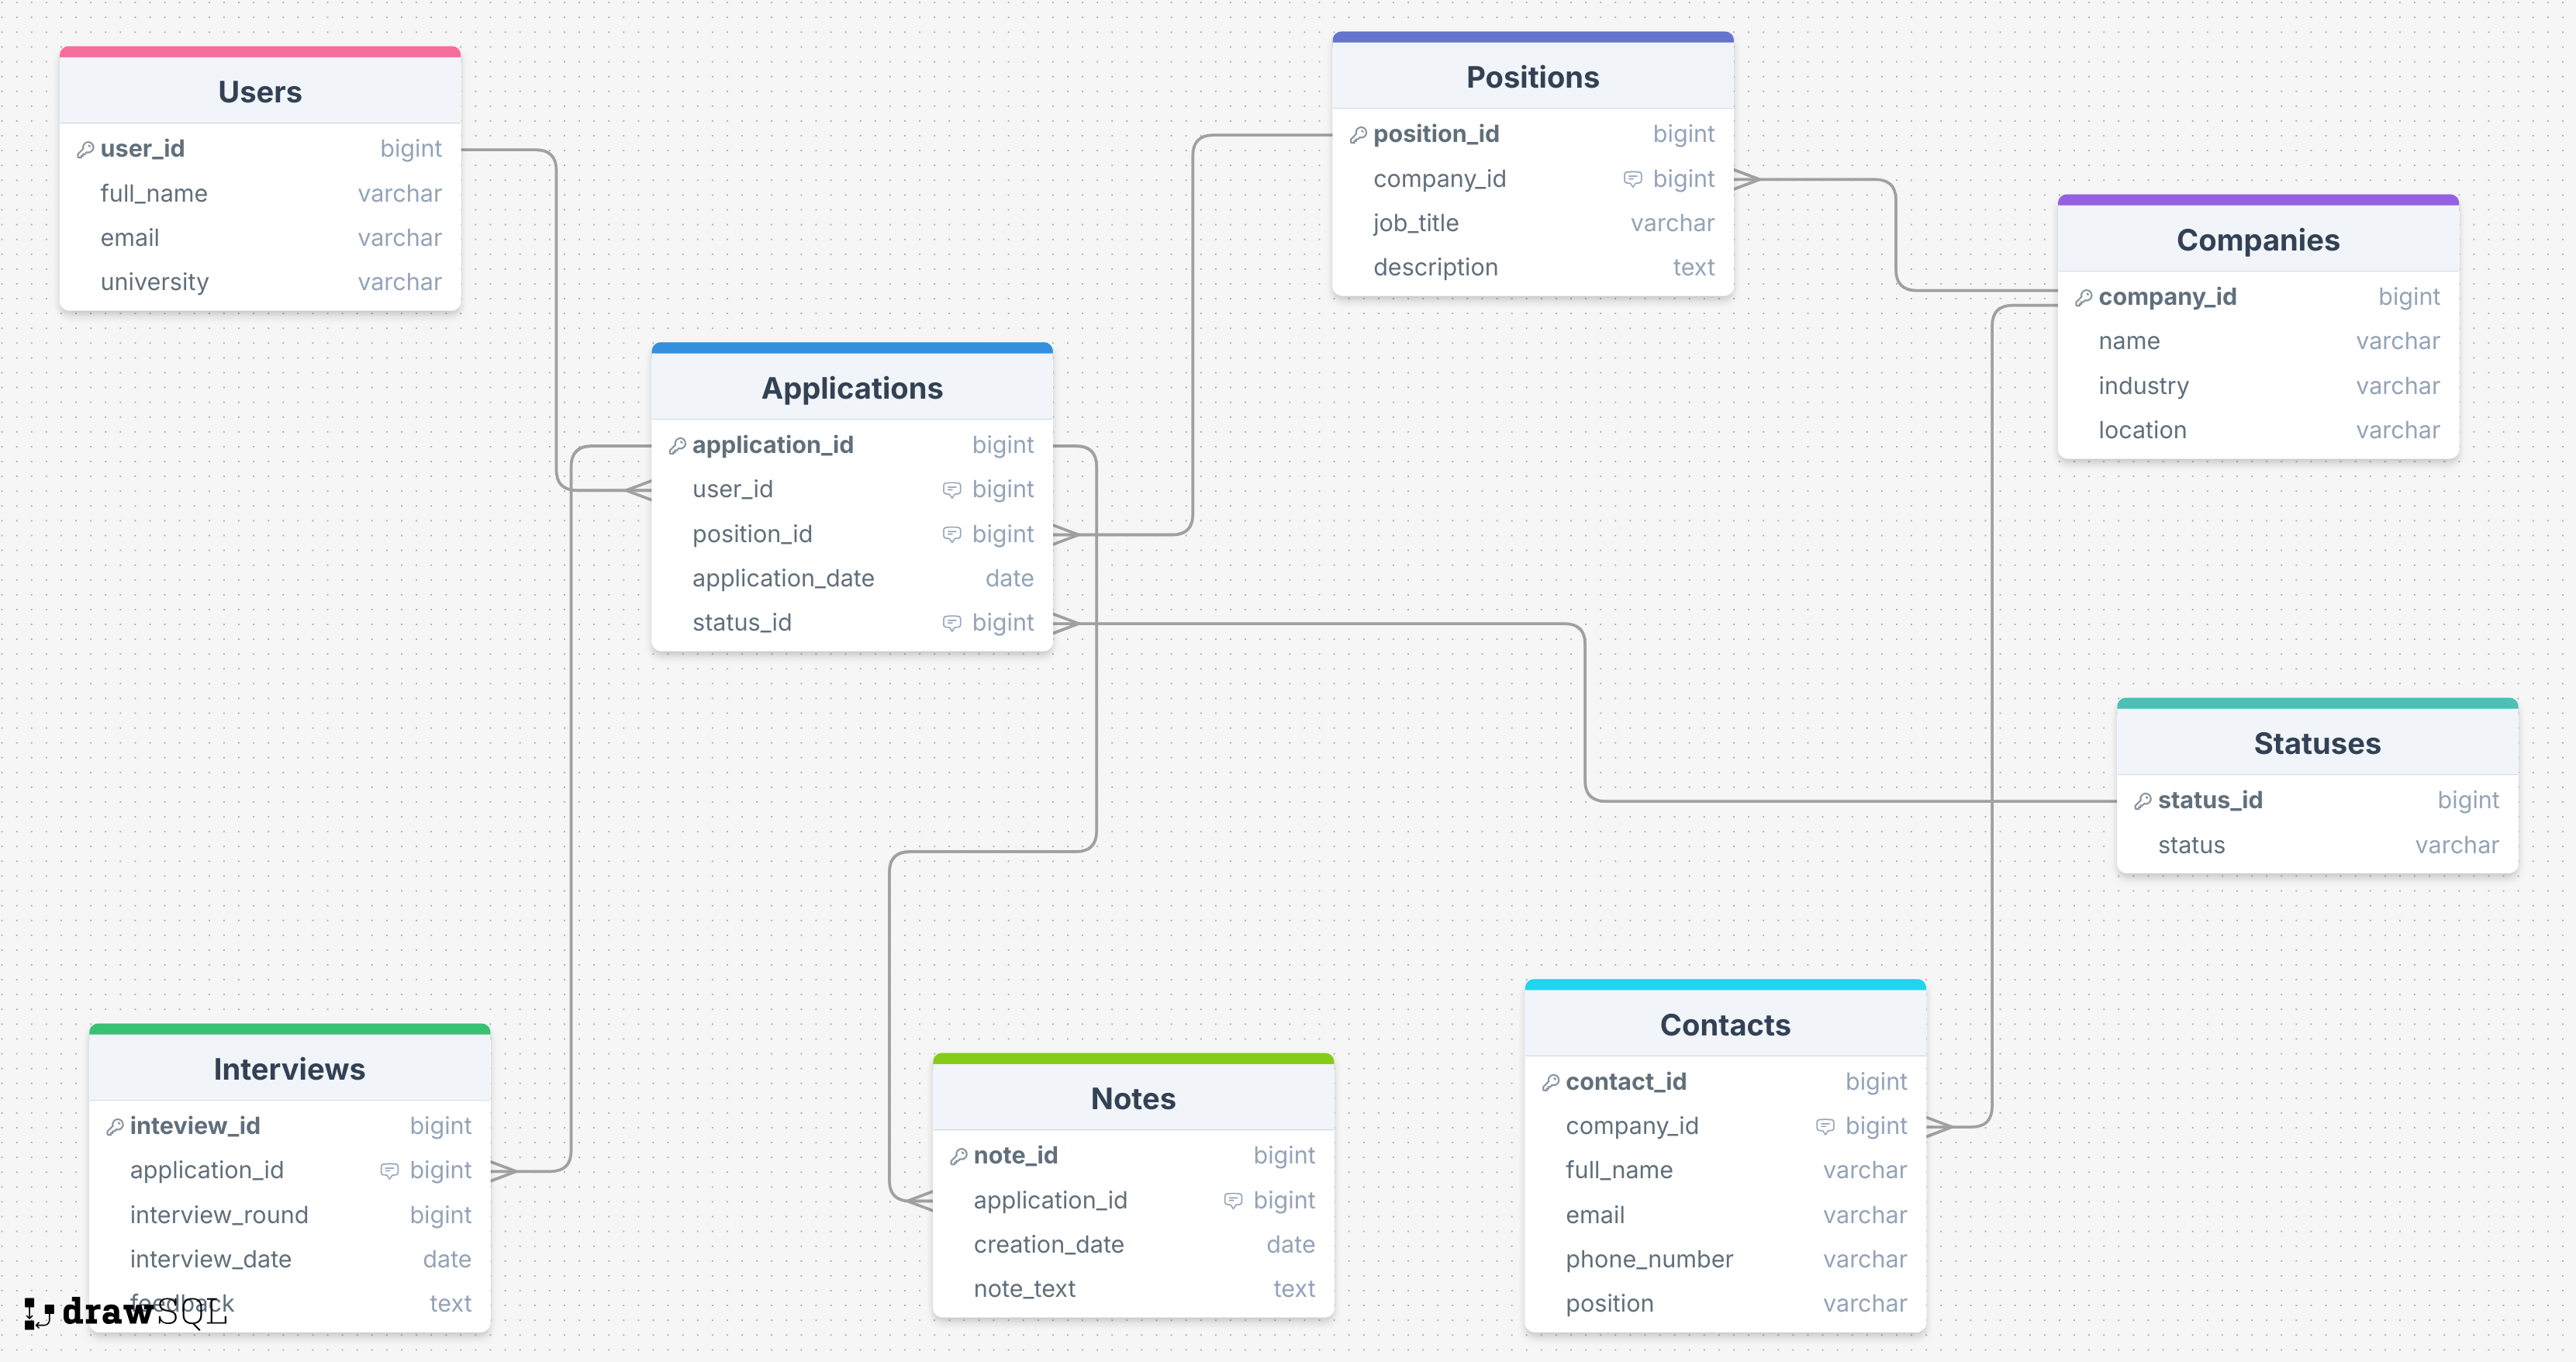 Users
user_id bigint
full_name varchar
email varchar
university varchar
Applications
application_id bigint
user_id bigint
position_id bigint
application_date date
status_id bigint
Positions
position_id bigint
company_id bigint
job_title varchar
description text
Companies
company_id bigint
name varchar
industry varchar
location varchar
Statuses
status_id bigint
status varchar
Interviews
inteview_id bigint
application_id bigint
interview_round bigint
interview_date date
feedback text
Notes
note_id bigint
application_id bigint
creation_date date
note_text text
Contacts
contact_id bigint
company_id bigint
full_name varchar
email varchar
phone_number varchar
position varchar
drawSQL